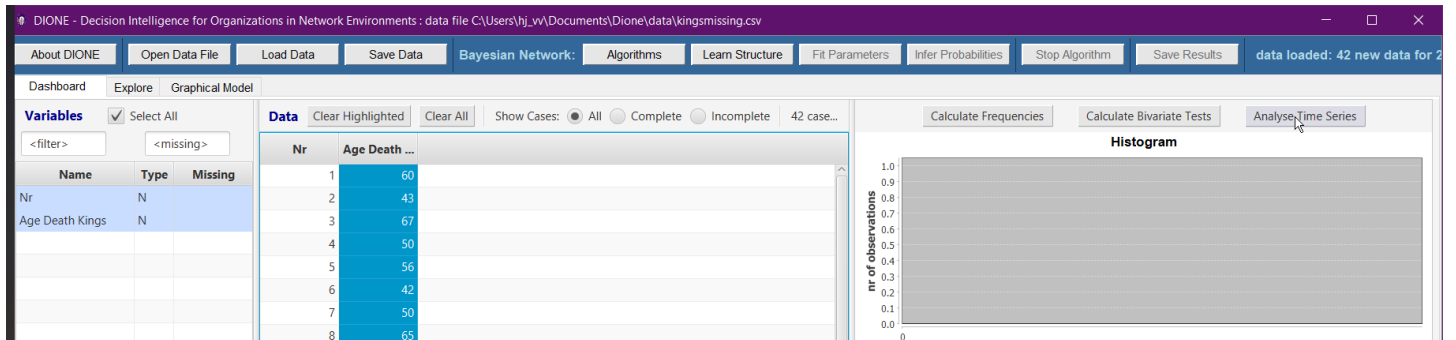 DIONE - Decision Intelligence for Organizations in Network Environments : data file C:\Users\hj_vv\Documents\Dione\data\kingsmissing.csv
About DIONE Open Data File Load Data Save Data Bayesian Network: Algorithms Learn Structure Fit Parameters Infer Probabilities Stop Algorithm Save Results data loaded: 42 new data for 2
Dashboard Explore Graphical Model
Variables Select All
<filter> <missing>
Name Type Missing
Nr N
Age Death Kings N
Data Clear Highlighted Clear All Show Cases: All Complete Incomplete 42 case...
Nr Age Death ...
1 60
2 43
3 67
4 50
5 56
6 42
7 50
8 65
Calculate Frequencies Calculate Bivariate Tests Analyse Time Series
Histogram
nr of observations
1.0
0.9
0.8
0.7
0.6
0.5
0.4
0.3
0.2
0.1
0.0
0